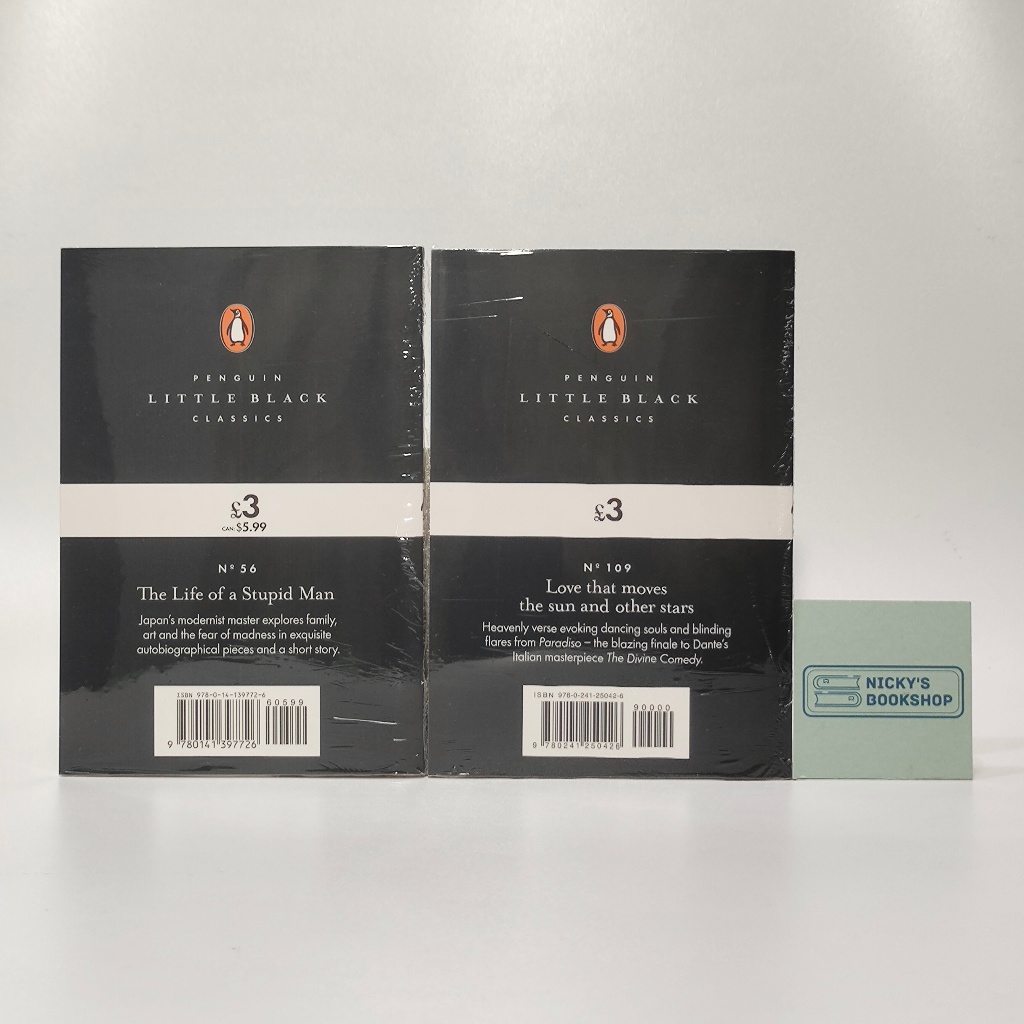 PENGUIN
LITTLE BLACK
CLASSICS
£3
CAN: $5.99
Nº 56
The Life of a Stupid Man
Japan's modernist master explores family,
art and the fear of madness in exquisite
autobiographical pieces and a short story.
ISBN 978-0-14-139772-6
60599
9 780141 397726
PENGUIN
LITTLE BLACK
CLASSICS
£3
Nº 109
Love that moves
the sun and other stars
Heavenly verse evoking dancing souls and blinding
flares from Paradiso – the blazing finale to Dante's
Italian masterpiece The Divine Comedy.
ISBN 978-0-241-25042-6
90000
9 780241 250426
NICKY'S
BOOKSHOP